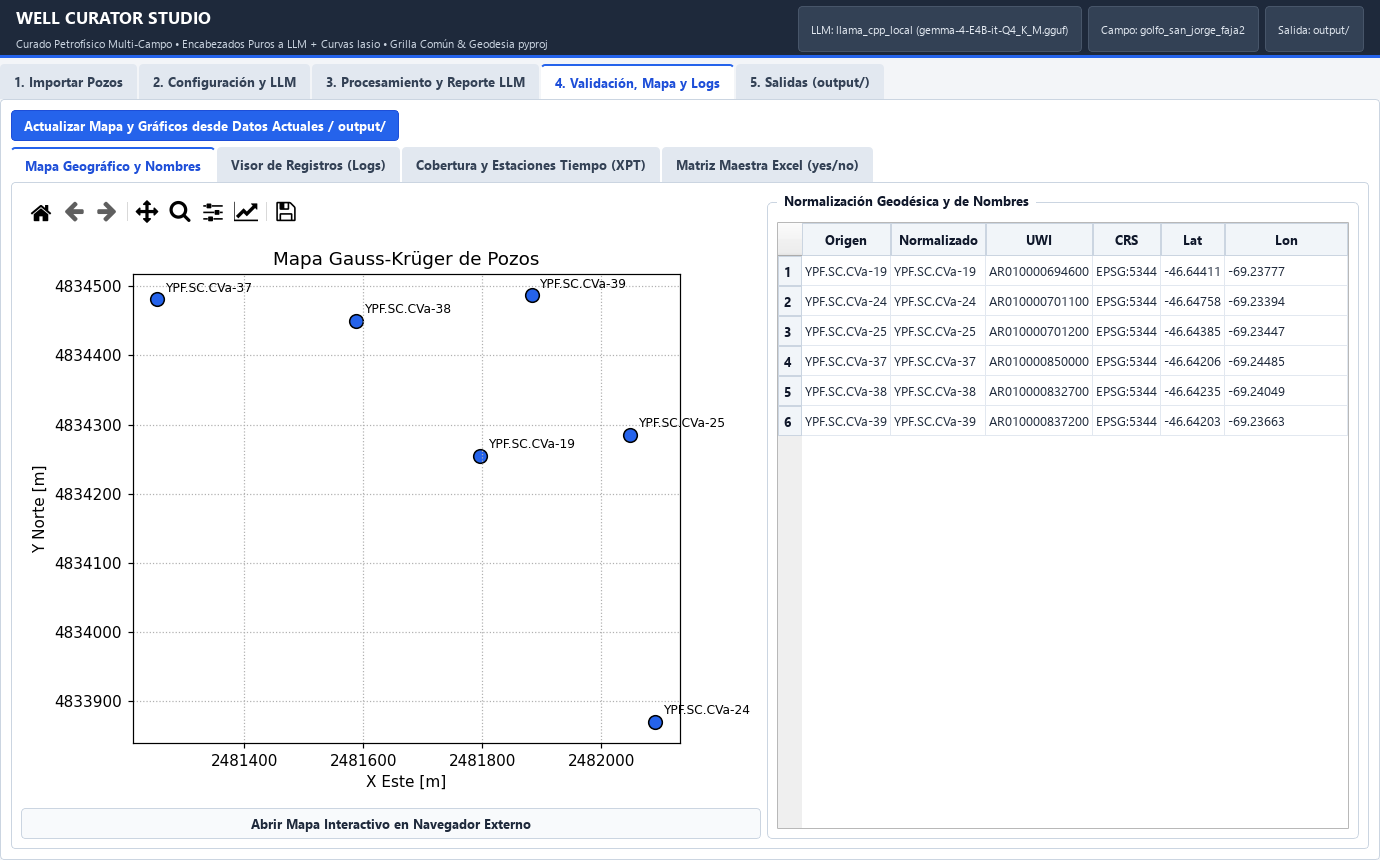 WELL CURATOR STUDIO
Curado Petrofísico Multi-Campo • Encabezados Puros a LLM + Curvas lasio • Grilla Común & Geodesia pyproj
LLM: llama_cpp_local (gemma-4-E4B-it-Q4_K_M.gguf)
Campo: golfo_san_jorge_faja2
Salida: output/
1. Importar Pozos
2. Configuración y LLM
3. Procesamiento y Reporte LLM
4. Validación, Mapa y Logs
5. Salidas (output/)
Actualizar Mapa y Gráficos desde Datos Actuales / output/
Mapa Geográfico y Nombres
Visor de Registros (Logs)
Cobertura y Estaciones Tiempo (XPT)
Matriz Maestra Excel (yes/no)
Mapa Gauss-Krüger de Pozos
4834500
4834400
4834300
4834200
4834100
4834000
4833900
Y Norte [m]
YPF.SC.CVa-37
YPF.SC.CVa-38
YPF.SC.CVa-39
YPF.SC.CVa-25
YPF.SC.CVa-19
YPF.SC.CVa-24
2481400
2481600
2481800
2482000
X Este [m]
Abrir Mapa Interactivo en Navegador Externo
Normalización Geodésica y de Nombres
Origen Normalizado UWI CRS Lat Lon
1 YPF.SC.CVa-19 YPF.SC.CVa-19 AR010000694600 EPSG:5344 -46.64411 -69.23777
2 YPF.SC.CVa-24 YPF.SC.CVa-24 AR010000701100 EPSG:5344 -46.64758 -69.23394
3 YPF.SC.CVa-25 YPF.SC.CVa-25 AR010000701200 EPSG:5344 -46.64385 -69.23447
4 YPF.SC.CVa-37 YPF.SC.CVa-37 AR010000850000 EPSG:5344 -46.64206 -69.24485
5 YPF.SC.CVa-38 YPF.SC.CVa-38 AR010000832700 EPSG:5344 -46.64235 -69.24049
6 YPF.SC.CVa-39 YPF.SC.CVa-39 AR010000837200 EPSG:5344 -46.64203 -69.23663